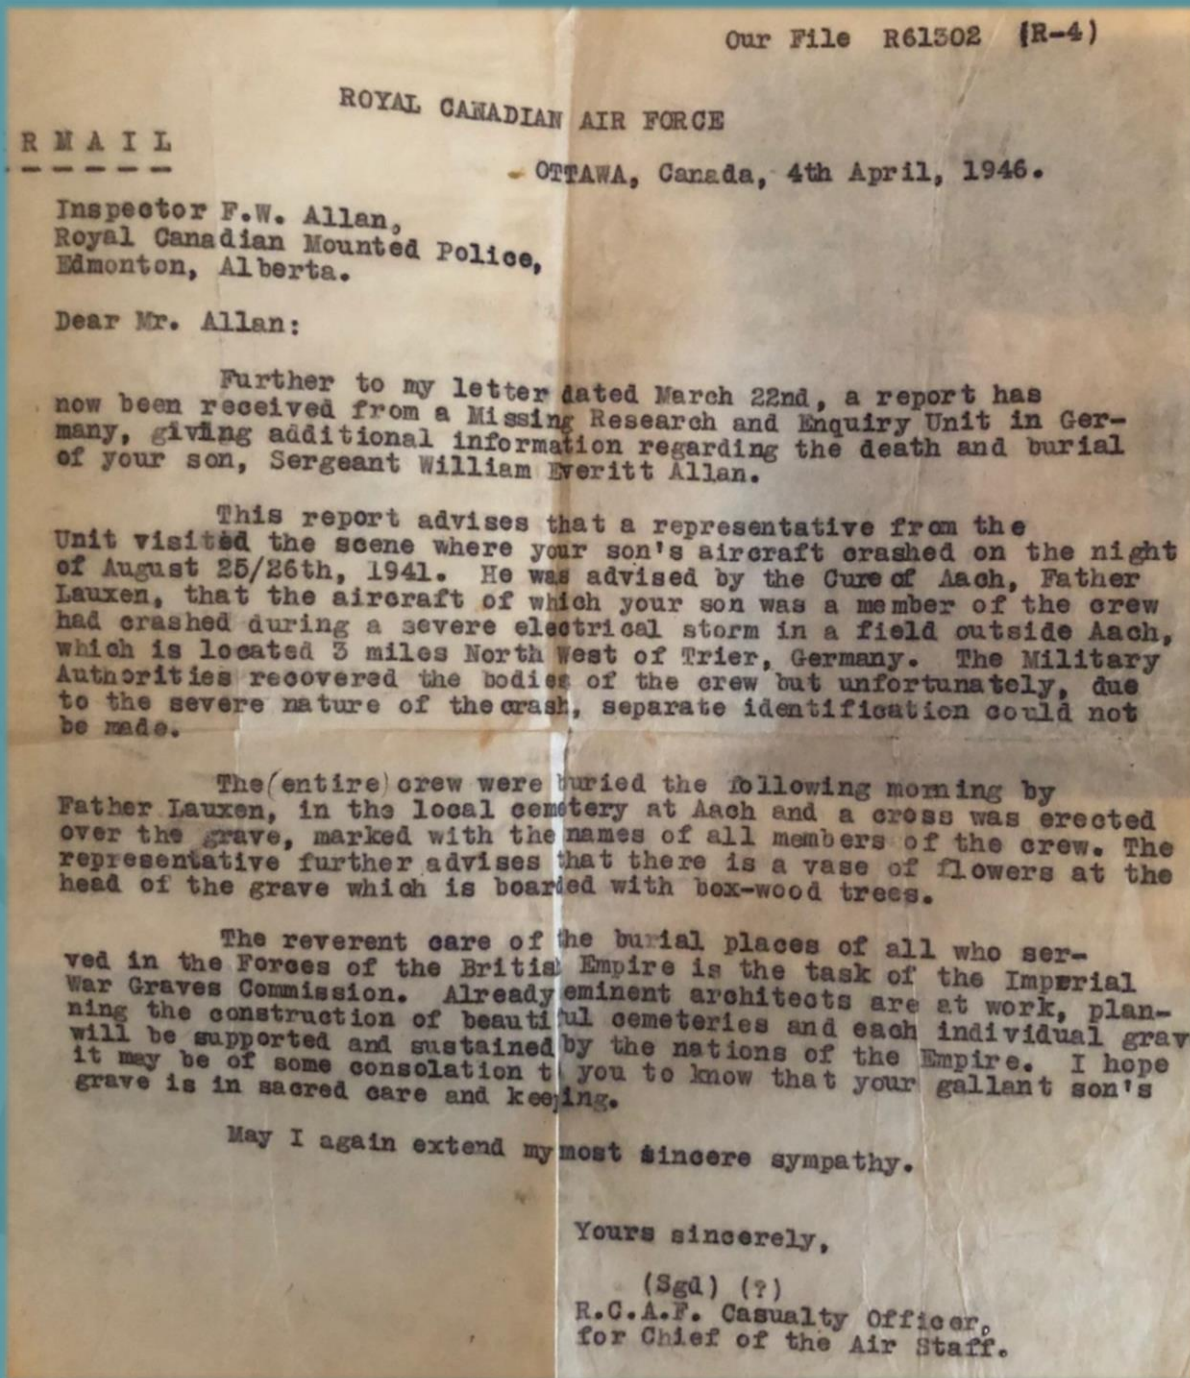 Our File R61302 (R-4)
ROYAL CANADIAN AIR FORCE
RMAIL
OTTAWA, Canada, 4th April, 1946.
Inspector F.W. Allan,
Royal Canadian Mounted Police,
Edmonton, Alberta.
Dear Mr. Allan:
Further to my letter dated March 22nd, a report has
now been received from a Missing Research and Enquiry Unit in Ger-
many, giving additional information regarding the death and burial
of your son, Sergeant William Everitt Allan.
This report advises that a representative from the
Unit visited the scene where your son's aircraft crashed on the night
of August 25/26th, 1941. He was advised by the Cure of Aach, Father
Lauxen, that the aircraft of which your son was a member of the crew
had crashed during a severe electrical storm in a field outside Aach,
which is located 3 miles North West of Trier, Germany. The Military
Authorities recovered the bodies of the crew but unfortunately, due
to the severe nature of the crash, separate identification could not
be made.
The (entire) crew were buried the following morning by
Father Lauxen, in the local cemetery at Aach and a cross was erected
over the grave, marked with the names of all members of the crew. The
representative further advises that there is a vase of flowers at the
head of the grave which is boarded with box-wood trees.
The reverent care of the burial places of all who ser-
ved in the Forces of the British Empire is the task of the Imperial
War Graves Commission. Already eminent architects are at work, plan-
ning the construction of beautiful cemeteries and each individual grav
will be supported and sustained by the nations of the Empire. I hope
it may be of some consolation to you to know that your gallant son's
grave is in sacred care and keeping.
May I again extend my most sincere sympathy.
Yours sincerely,
(Sgd) (?)
R.C.A.F. Casualty Officer,
for Chief of the Air Staff.